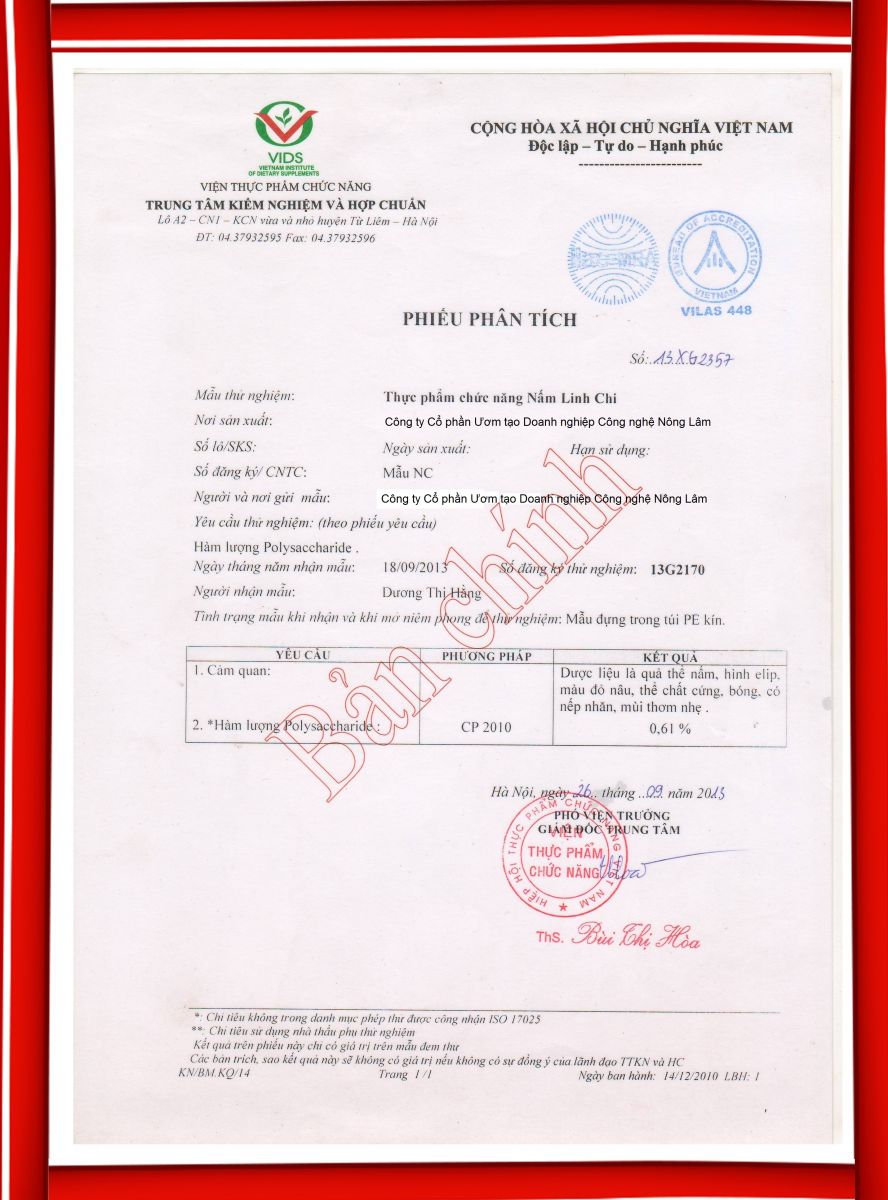 VIDS
VIETNAM INSTITUTE
OF DIETARY SUPPLEMENTS
VIỆN THỰC PHẨM CHỨC NĂNG
TRUNG TÂM KIỂM NGHIỆM VÀ HỢP CHUẨN
Lô A2 – CN1 – KCN vừa và nhỏ huyện Từ Liêm – Hà Nội
ĐT: 04.37932595 Fax: 04.37932596
CỘNG HÒA XÃ HỘI CHỦ NGHĨA VIỆT NAM
Độc lập – Tự do – Hạnh phúc
BUREAU OF ACCREDITATION
VIETNAM
VILAS 448
PHIẾU PHÂN TÍCH
Số: 13.XG2357
Mẫu thử nghiệm: Thực phẩm chức năng Nấm Linh Chi
Nơi sản xuất: Công ty Cổ phần Ươm tạo Doanh nghiệp Công nghệ Nông Lâm
Số lô/SKS: Ngày sản xuất: Hạn sử dụng:
Số đăng ký/ CNTC: Mẫu NC
Người và nơi gửi mẫu: Công ty Cổ phần Ươm tạo Doanh nghiệp Công nghệ Nông Lâm
Yêu cầu thử nghiệm: (theo phiếu yêu cầu)
Hàm lượng Polysaccharide .
Ngày tháng năm nhận mẫu: 18/09/2013 Số đăng ký thử nghiệm: 13G2170
Người nhận mẫu: Dương Thị Hằng
Tình trạng mẫu khi nhận và khi mở niêm phong để thử nghiệm: Mẫu đựng trong túi PE kín.
Bản chính
YÊU CẦU PHƯƠNG PHÁP KẾT QUẢ
1. Cảm quan: Dược liệu là quả thể nấm, hình elip,
màu đỏ nâu, thể chất cứng, bóng, có
nếp nhăn, mùi thơm nhẹ .
2. *Hàm lượng Polysaccharide : CP 2010 0,61 %
Hà Nội, ngày 26.. tháng ..09. năm 2013
PHÓ VIỆN TRƯỞNG
GIÁM ĐỐC TRUNG TÂM
HIỆP HỘI THỰC PHẨM CHỨC NĂNG VIỆT NAM
VIỆN
THỰC PHẨM
CHỨC NĂNG
ThS. Bùi Thị Hòa
*: Chỉ tiêu không trong danh mục phép thử được công nhận ISO 17025
**: Chỉ tiêu sử dụng nhà thầu phụ thử nghiệm
Kết quả trên phiếu này chỉ có giá trị trên mẫu đem thử
Các bản trích, sao kết quả này sẽ không có giá trị nếu không có sự đồng ý của lãnh đạo TTKN và HC
KN/BM.KQ/14 Trang 1/1 Ngày ban hành: 14/12/2010 LBH: 1